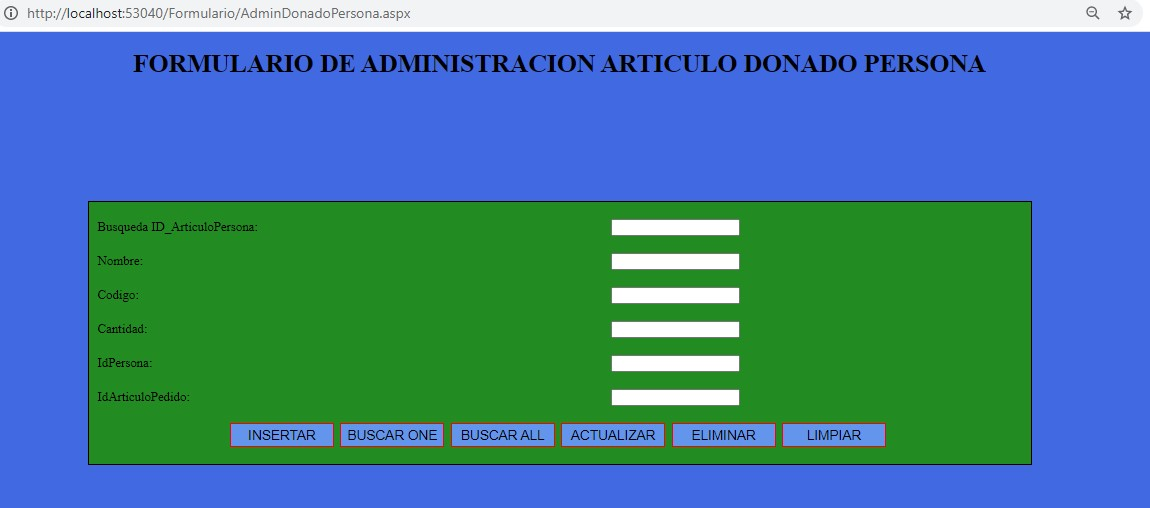 http://localhost:53040/Formulario/AdminDonadoPersona.aspx
FORMULARIO DE ADMINISTRACION ARTICULO DONADO PERSONA
Busqueda ID_ArticuloPersona:
Nombre:
Codigo:
Cantidad:
IdPersona:
IdArticuloPedido:
INSERTAR BUSCAR ONE BUSCAR ALL ACTUALIZAR ELIMINAR LIMPIAR